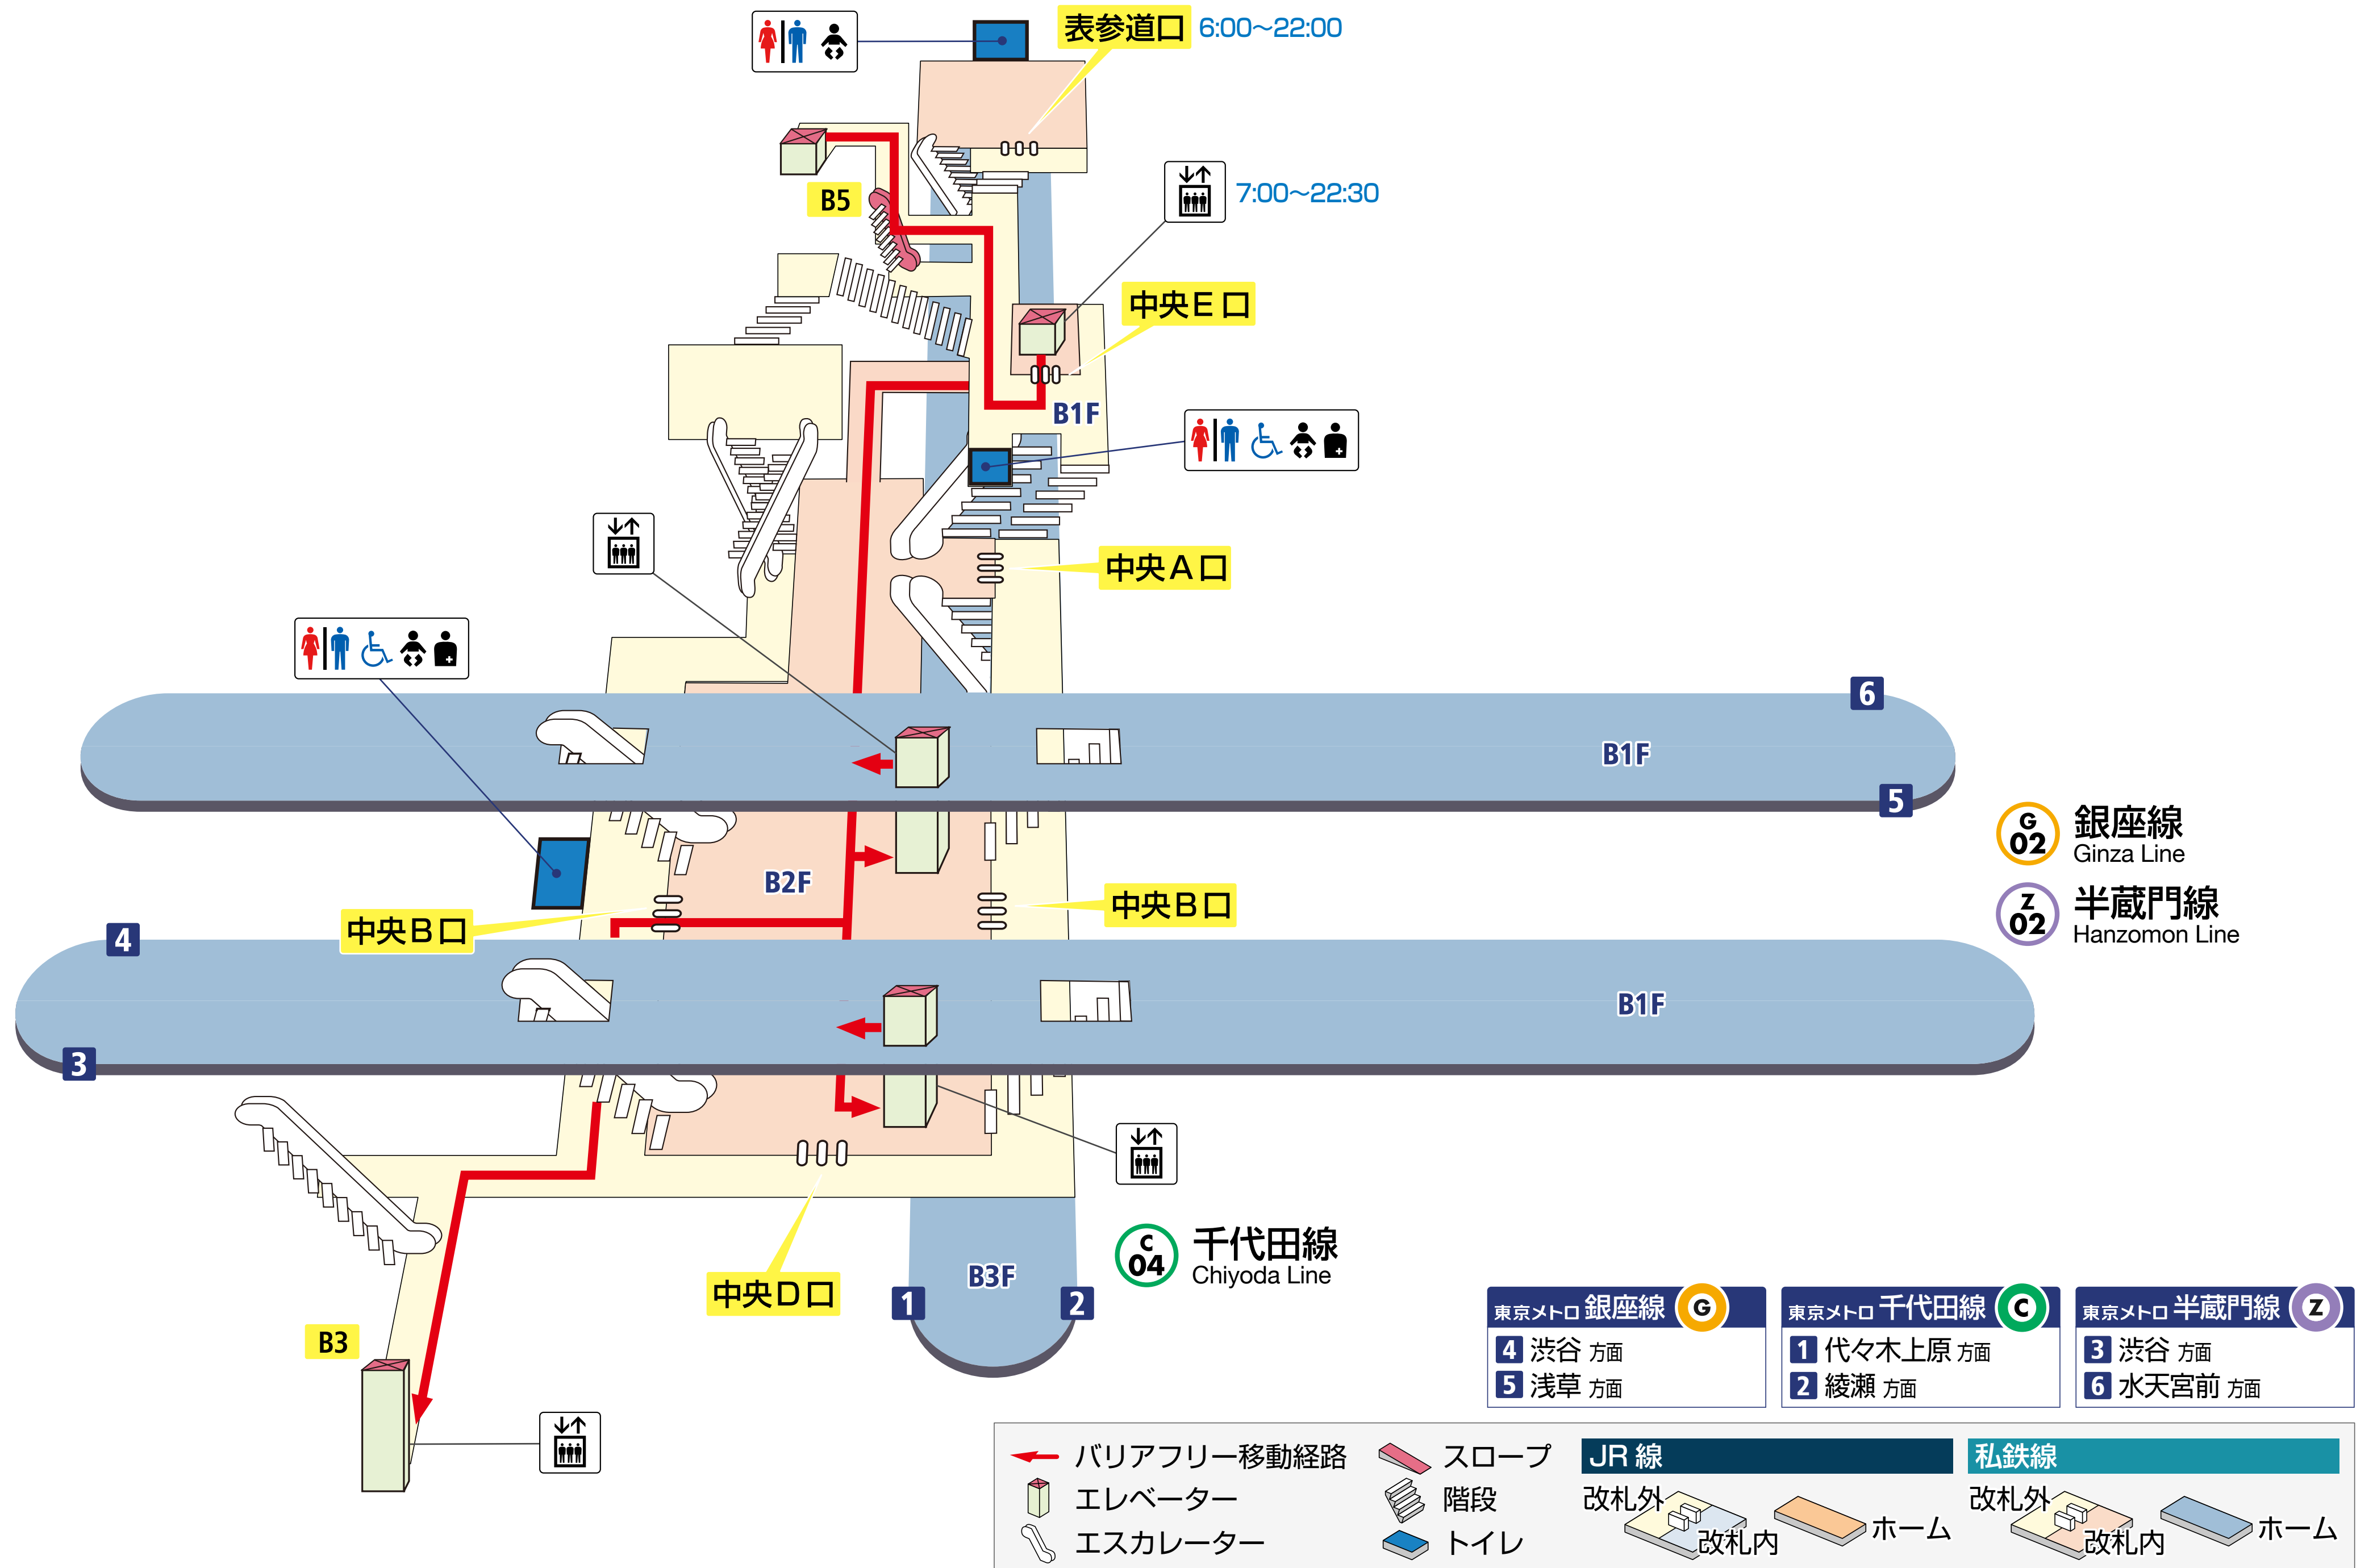 表参道口 6:00～22:00
B5
7:00～22:30
中央E口
B1F
中央A口
6
B1F
5
G
02
銀座線
Ginza Line
B2F
Z
02
半蔵門線
Hanzomon Line
中央B口
中央B口
4
B1F
3
C
04
千代田線
Chiyoda Line
中央D口
B3F
1
2
B3
東京メトロ 銀座線 G
4 渋谷 方面
5 浅草 方面
東京メトロ 千代田線 C
1 代々木上原 方面
2 綾瀬 方面
東京メトロ 半蔵門線 Z
3 渋谷 方面
6 水天宮前 方面
バリアフリー移動経路
エレベーター
エスカレーター
スロープ
階段
トイレ
JR線
改札外
改札内
ホーム
私鉄線
改札外
改札内
ホーム